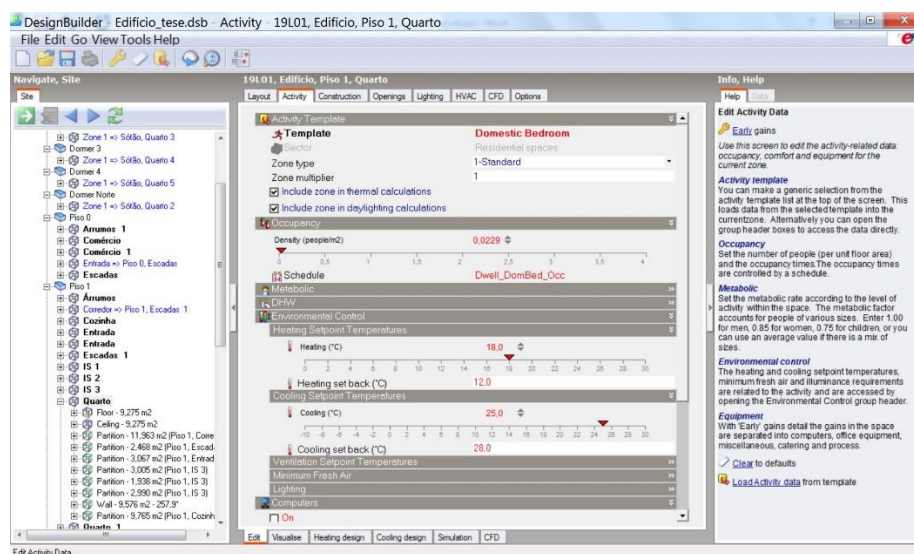 DesignBuilder - Edifício_tese.dsb - Activity - 19L01, Edifício, Piso 1, Quarto
File Edit Go View Tools Help
Navigate, Site
Site
Zone 1 => Sótão, Quarto 3
Dormer 3
Zone 1 => Sótão, Quarto 4
Dormer 4
Zone 1 => Sótão, Quarto 5
Dormer Norte
Zone 1 => Sótão, Quarto 2
Piso 0
Arrumos 1
Comércio
Comércio 1
Entrada => Piso 0, Escadas
Escadas
Piso 1
Árrumos
Corredor => Piso 1, Escadas 1
Cozinha
Entrada
Entrada
Escadas 1
IS 1
IS 2
IS 3
Quarto
Floor - 9,275 m2
Ceiling - 9,275 m2
Partition - 11,963 m2 (Piso 1, Corre
Partition - 2,468 m2 (Piso 1, Escad
Partition - 3,067 m2 (Piso 1, Entrad
Partition - 3,005 m2 (Piso 1, IS 3)
Partition - 1,938 m2 (Piso 1, IS 3)
Partition - 2,990 m2 (Piso 1, IS 3)
Wall - 9,576 m2 - 257,9°
Partition - 9,765 m2 (Piso 1, Cozinh
Quarto 1
19L01, Edifício, Piso 1, Quarto
Layout Activity Construction Openings Lighting HVAC CFD Options
Activity Template
Template Domestic Bedroom
Sector Residential spaces
Zone type 1-Standard
Zone multiplier 1
Include zone in thermal calculations
Include zone in daylighting calculations
Occupancy
Density (people/m2) 0,0229
0 0,5 1 1,5 2 2,5 3 3,5 4
Schedule Dwell_DomBed_Occ
Metabolic
DHW
Environmental Control
Heating Setpoint Temperatures
Heating (°C) 18,0
0 2 4 6 8 10 12 14 16 18 20 22 24 26 28 30
Heating set back (°C) 12,0
Cooling Setpoint Temperatures
Cooling (°C) 25,0
-10 -8 -6 -4 -2 0 2 4 6 8 10 12 14 16 18 20 22 24 26 28 30
Cooling set back (°C) 28,0
Ventilation Setpoint Temperatures
Minimum Fresh Air
Lighting
Computers
On
Edit Visualise Heating design Cooling design Simulation CFD
Info, Help
Help Data
Edit Activity Data
Early gains
Use this screen to edit the activity-related data:
occupancy, comfort and equipment for the
current zone.
Activity template
You can make a generic selection from the
activity template list at the top of the screen. This
loads data from the selected template into the
currentzone. Alternatively you can open the
group header boxes to access the data directly.
Occupancy
Set the number of people (per unit floor area)
and the occupancy times.The occupancy times
are controlled by a schedule.
Metabolic
Set the metabolic rate according to the level of
activity within the space. The metabolic factor
accounts for people of various sizes. Enter 1.00
for men, 0.85 for women, 0.75 for children, or you
can use an average value if there is a mix of
sizes.
Environmental control
The heating and cooling setpoint temperatures,
minimum fresh air and illuminance requirements
are related to the activity and are accessed by
opening the Environmental Control group header.
Equipment
With 'Early' gains detail the gains in the space
are separated into computers, office equipment,
miscellaneous, catering and process.
Clear to defaults
Load Activity data from template
Edit Activity Data